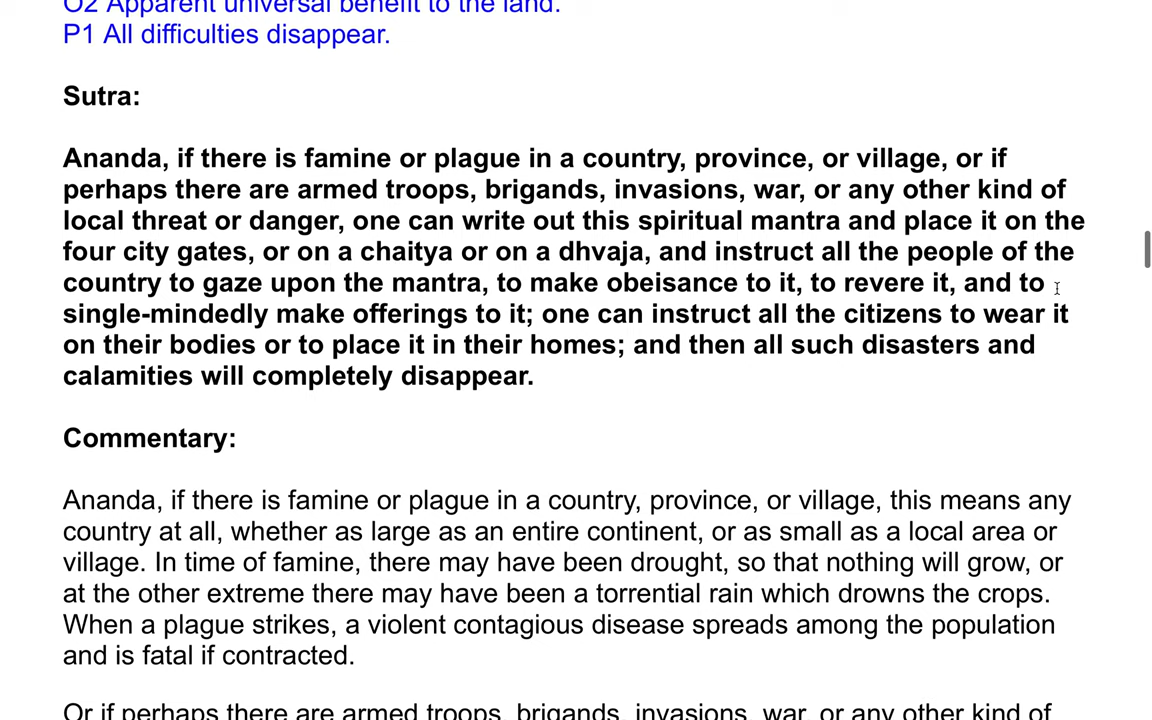 O2 Apparent universal benefit to the land.
P1 All difficulties disappear.
Sutra:
Ananda, if there is famine or plague in a country, province, or village, or if
perhaps there are armed troops, brigands, invasions, war, or any other kind of
local threat or danger, one can write out this spiritual mantra and place it on the
four city gates, or on a chaitya or on a dhvaja, and instruct all the people of the
country to gaze upon the mantra, to make obeisance to it, to revere it, and to
single-mindedly make offerings to it; one can instruct all the citizens to wear it
on their bodies or to place it in their homes; and then all such disasters and
calamities will completely disappear.
Commentary:
Ananda, if there is famine or plague in a country, province, or village, this means any
country at all, whether as large as an entire continent, or as small as a local area or
village. In time of famine, there may have been drought, so that nothing will grow, or
at the other extreme there may have been a torrential rain which drowns the crops.
When a plague strikes, a violent contagious disease spreads among the population
and is fatal if contracted.
Or if perhaps there are armed troops, brigands, invasions, war, or any other kind of